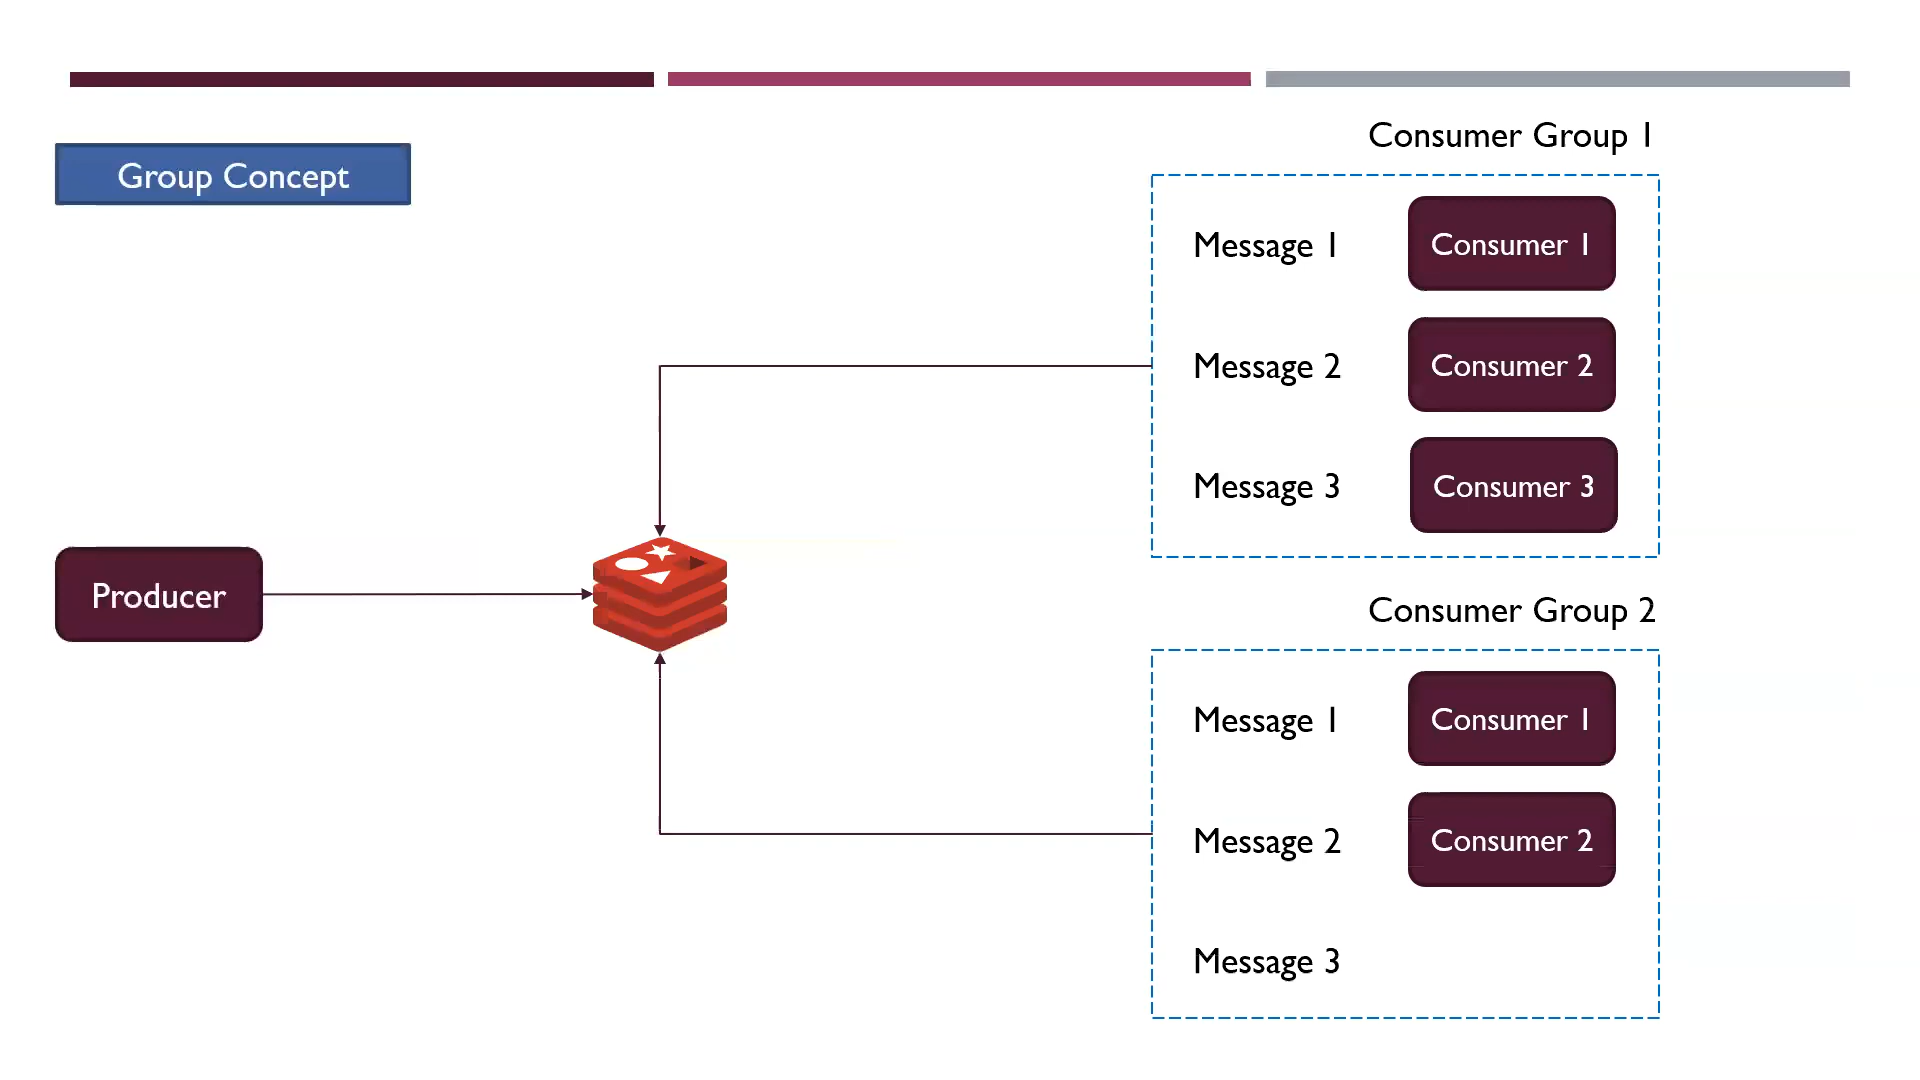 Group Concept
Consumer Group 1
Message 1
Consumer 1
Message 2
Consumer 2
Message 3
Consumer 3
Producer
Consumer Group 2
Message 1
Consumer 1
Message 2
Consumer 2
Message 3